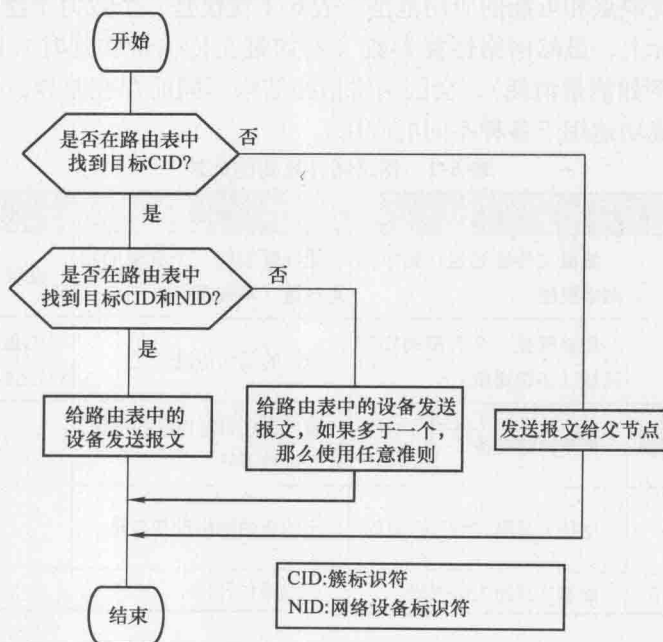 开始
是否在路由表中
找到目标CID?
否
是
是否在路由表中
找到目标CID和NID?
否
是
给路由表中的
设备发送报文
给路由表中的设备发送
报文，如果多于一个，
那么使用任意准则
发送报文给父节点
CID:簇标识符
NID:网络设备标识符
结束